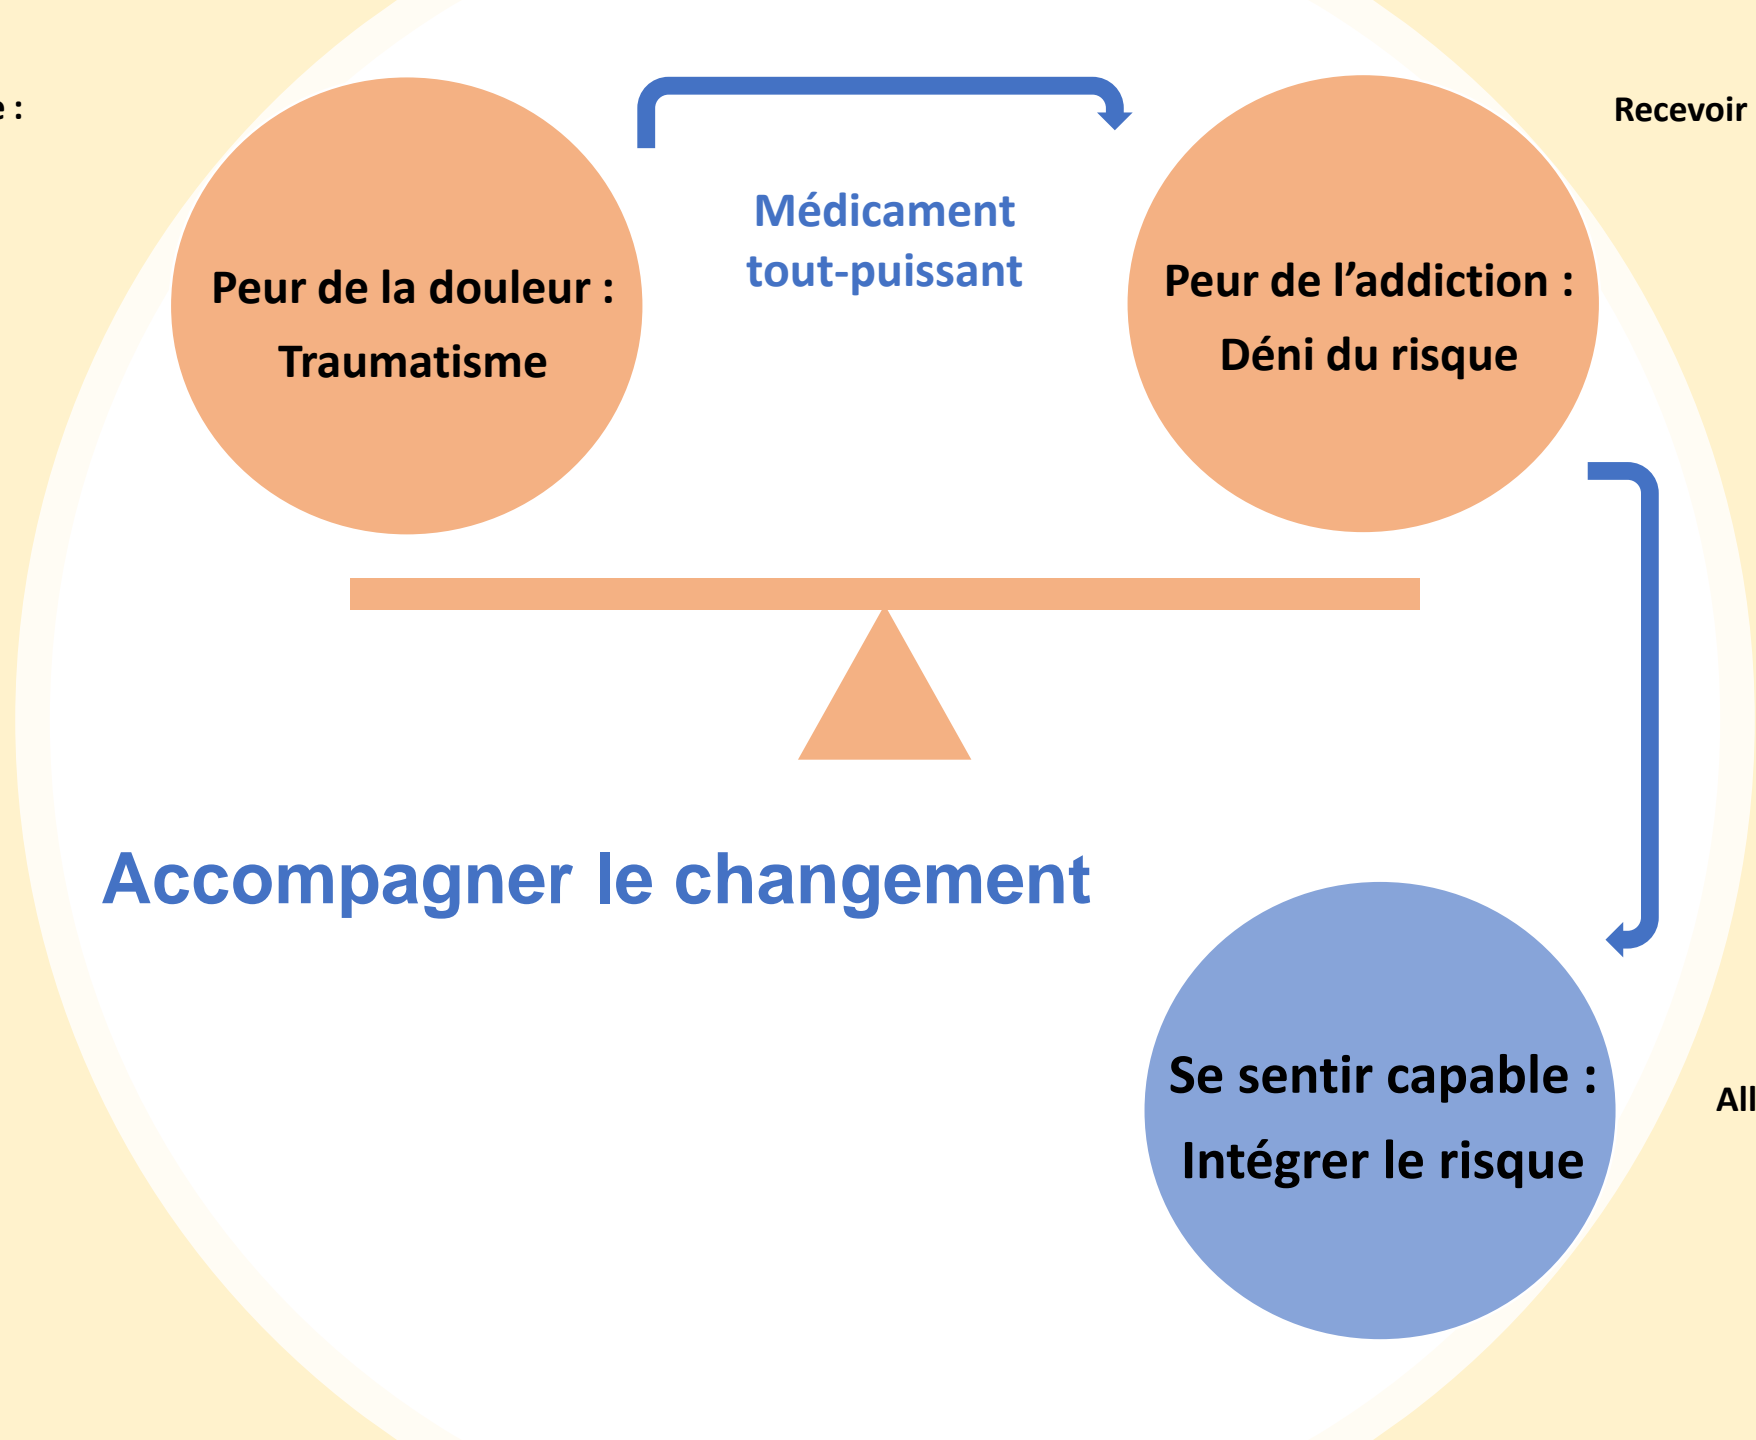 e :
Recevoir
Médicament
tout-puissant
Peur de la douleur :
Traumatisme
Peur de l’addiction :
Déni du risque
Accompagner le changement
Se sentir capable :
Intégrer le risque
All